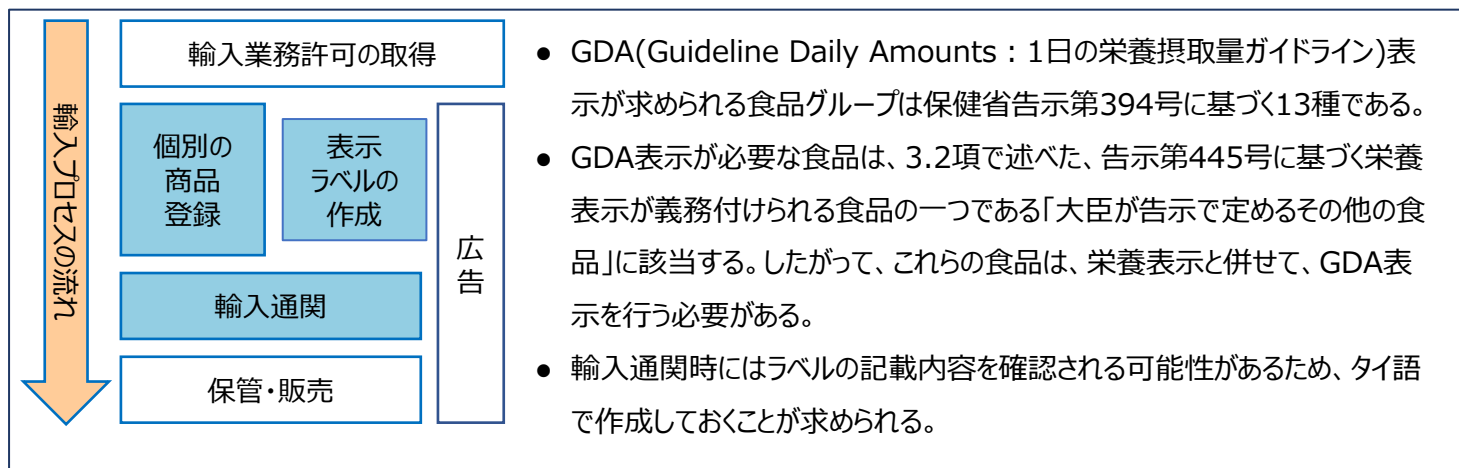 輸入プロセスの流れ
輸入業務許可の取得
個別の
商品
登録
表示
ラベルの
作成
広告
輸入通関
保管・販売
● GDA(Guideline Daily Amounts：1日の栄養摂取量ガイドライン)表
示が求められる食品グループは保健省告示第394号に基づく13種である。
● GDA表示が必要な食品は、3.2項で述べた、告示第445号に基づく栄養
表示が義務付けられる食品の一つである「大臣が告示で定めるその他の食
品」に該当する。したがって、これらの食品は、栄養表示と併せて、GDA表
示を行う必要がある。
● 輸入通関時にはラベルの記載内容を確認される可能性があるため、タイ語
で作成しておくことが求められる。